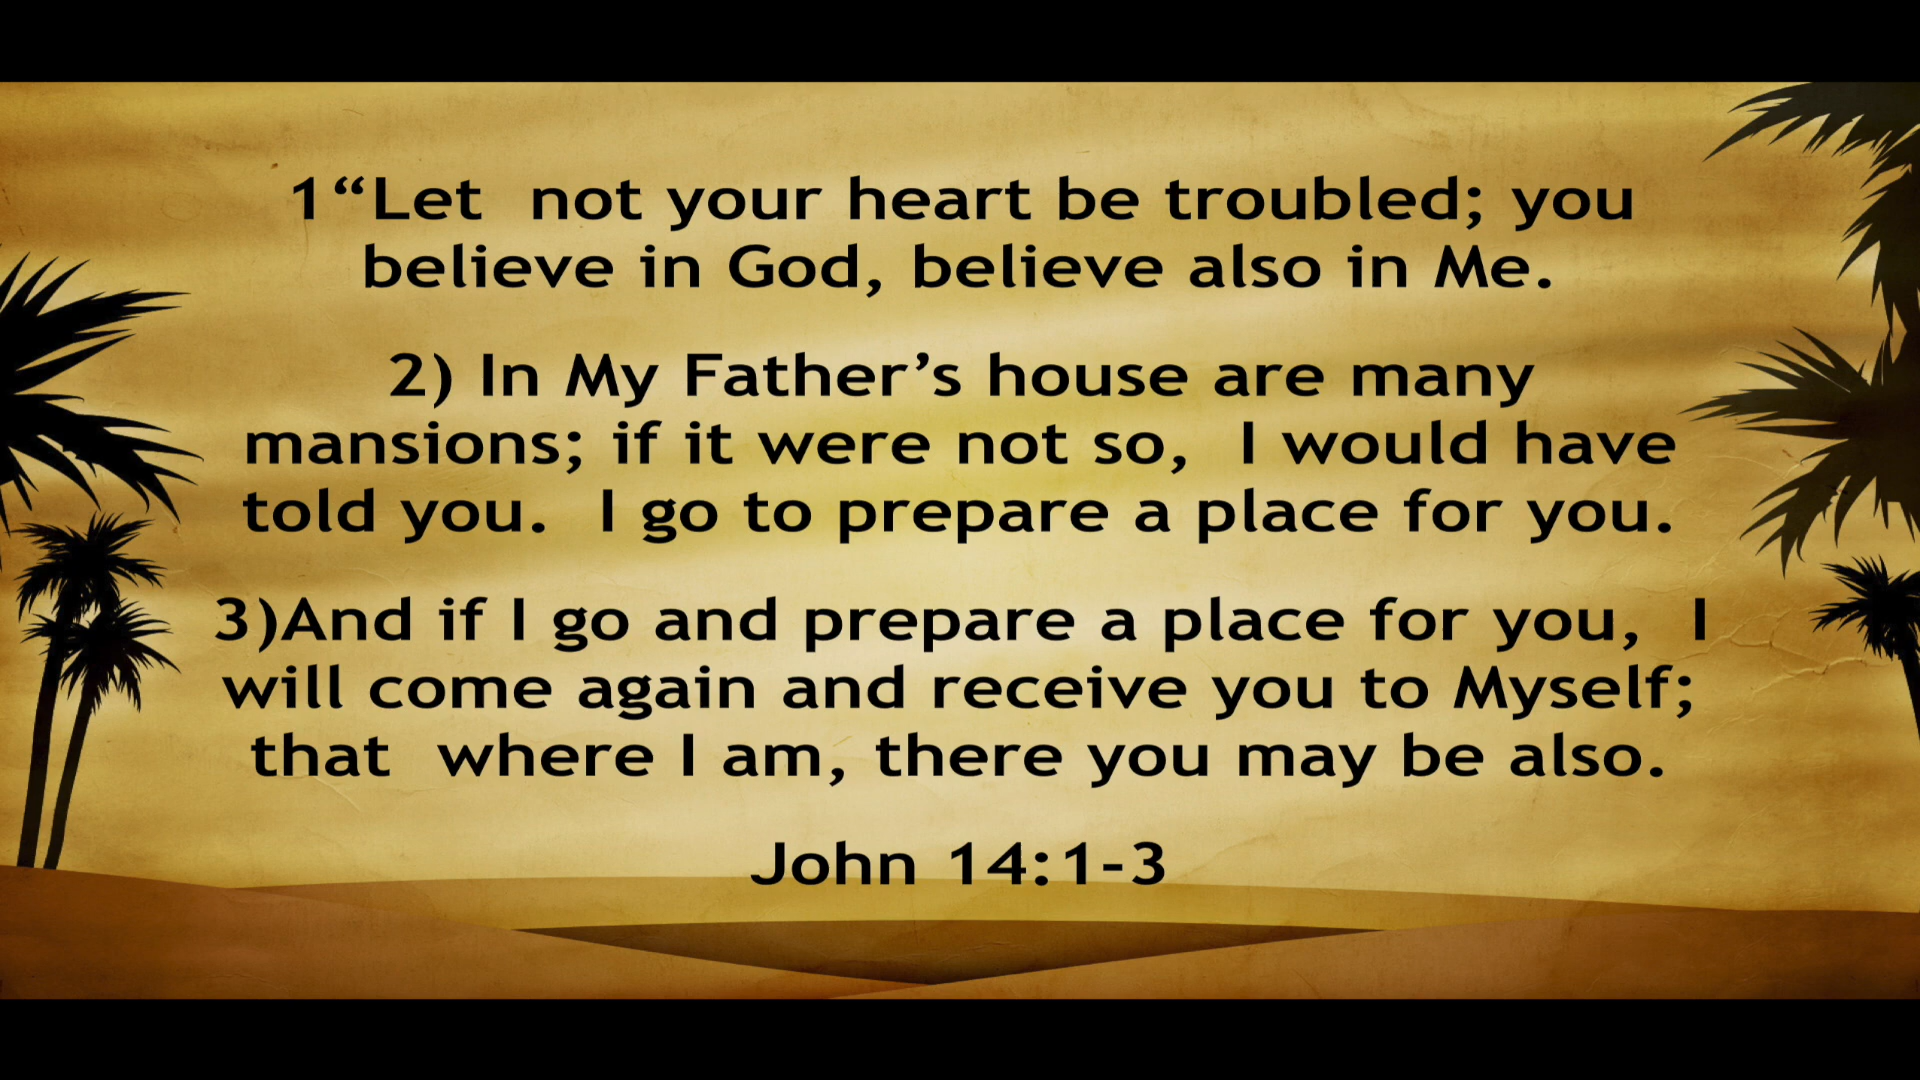 1“Let  not your heart be troubled; you
believe in God, believe also in Me.
2) In My Father’s house are many
mansions; if it were not so,  I would have
told you.  I go to prepare a place for you.
3)And if I go and prepare a place for you,  I
will come again and receive you to Myself;
that  where I am, there you may be also.
John 14:1-3